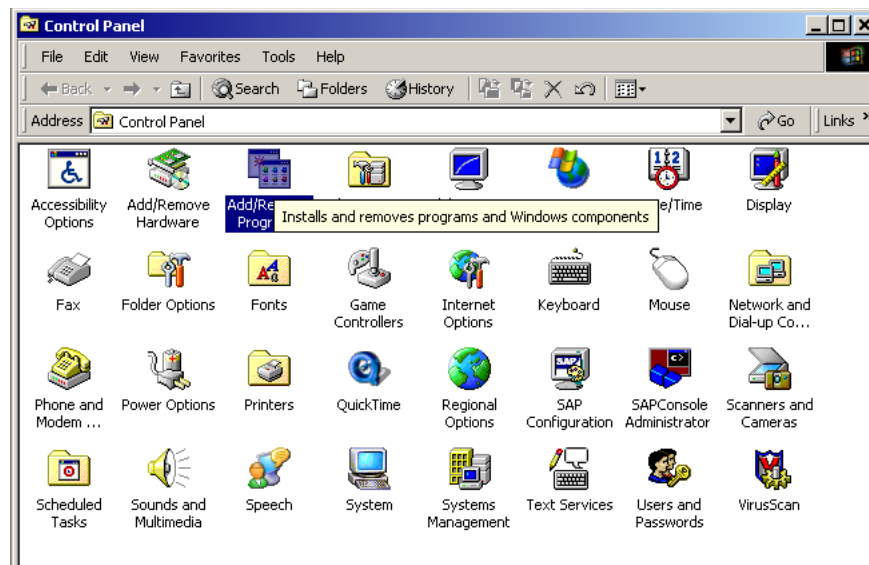 Control Panel
File Edit View Favorites Tools Help
Back Search Folders History
Address Control Panel Go Links »
Accessibility Options
Add/Remove Hardware
Installs and removes programs and Windows components
Display
Fax
Folder Options
Fonts
Game Controllers
Internet Options
Keyboard
Mouse
Network and Dial-up Co...
Phone and Modem ...
Power Options
Printers
QuickTime
Regional Options
SAP Configuration
SAPConsole Administrator
Scanners and Cameras
Scheduled Tasks
Sounds and Multimedia
Speech
System
Systems Management
Text Services
Users and Passwords
VirusScan